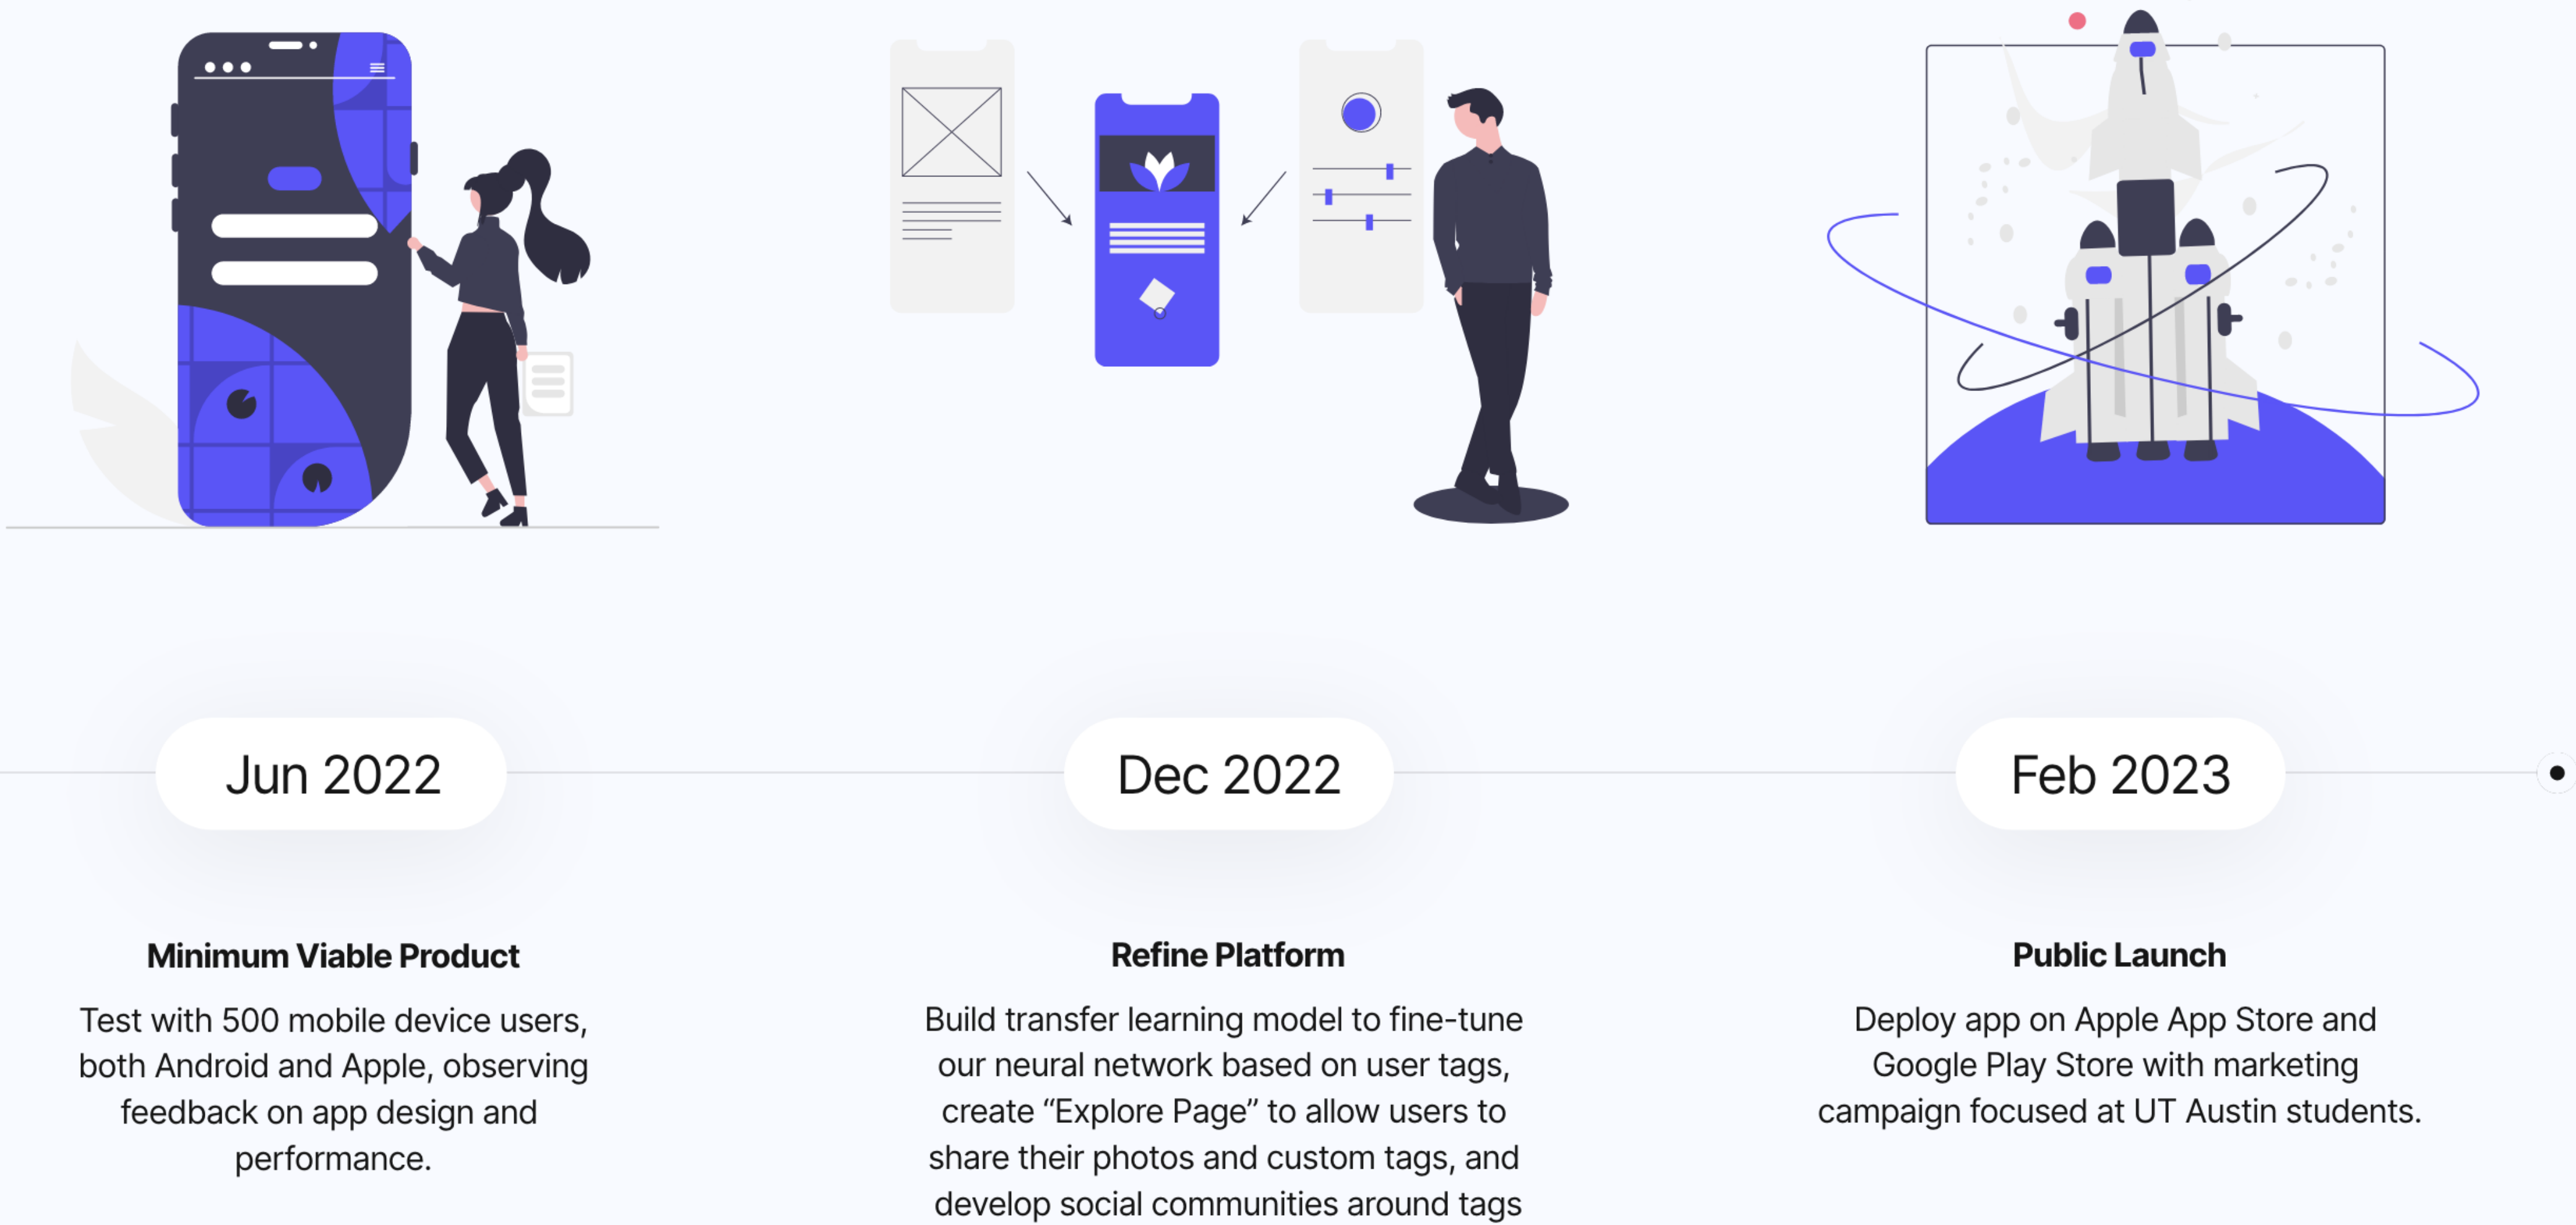 Jun 2022
Dec 2022
Feb 2023
Minimum Viable Product
Test with 500 mobile device users,
both Android and Apple, observing
feedback on app design and
performance.
Refine Platform
Build transfer learning model to fine-tune
our neural network based on user tags,
create “Explore Page” to allow users to
share their photos and custom tags, and
develop social communities around tags
Public Launch
Deploy app on Apple App Store and
Google Play Store with marketing
campaign focused at UT Austin students.